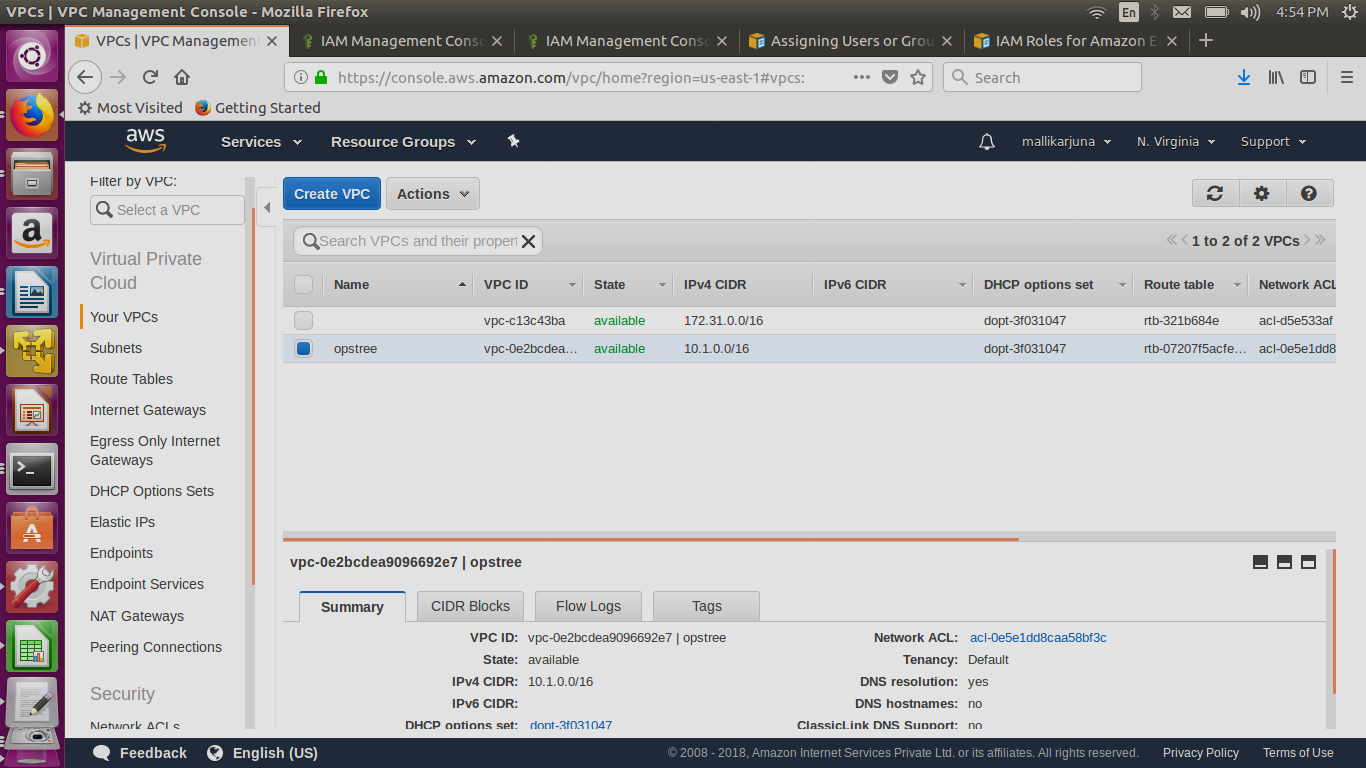 VPCs | VPC Management Console - Mozilla Firefox
En
4:54 PM
VPCs | VPC Management
IAM Management Conso
IAM Management Conso
Assigning Users or Grou
IAM Roles for Amazon E
https://console.aws.amazon.com/vpc/home?region=us-east-1#vpcs:
Search
Most Visited
Getting Started
aws
Services
Resource Groups
mallikarjuna
N. Virginia
Support
Filter by VPC:
Select a VPC
Virtual Private
Cloud
Your VPCs
Subnets
Route Tables
Internet Gateways
Egress Only Internet
Gateways
DHCP Options Sets
Elastic IPs
Endpoints
Endpoint Services
NAT Gateways
Peering Connections
Security
Network ACLs
Create VPC
Actions
Search VPCs and their propert
1 to 2 of 2 VPCs
Name VPC ID State IPv4 CIDR IPv6 CIDR DHCP options set Route table Network ACL
vpc-c13c43ba available 172.31.0.0/16 dopt-3f031047 rtb-321b684e acl-d5e533af
opstree vpc-0e2bcdea… available 10.1.0.0/16 dopt-3f031047 rtb-07207f5acfe… acl-0e5e1dd8
vpc-0e2bcdea9096692e7 | opstree
Summary
CIDR Blocks
Flow Logs
Tags
VPC ID: vpc-0e2bcdea9096692e7 | opstree
State: available
IPv4 CIDR: 10.1.0.0/16
IPv6 CIDR:
DHCP options set: dopt-3f031047
Network ACL: acl-0e5e1dd8caa58bf3c
Tenancy: Default
DNS resolution: yes
DNS hostnames: no
ClassicLink DNS Support: no
Feedback
English (US)
© 2008 - 2018, Amazon Internet Services Private Ltd. or its affiliates. All rights reserved.
Privacy Policy
Terms of Use